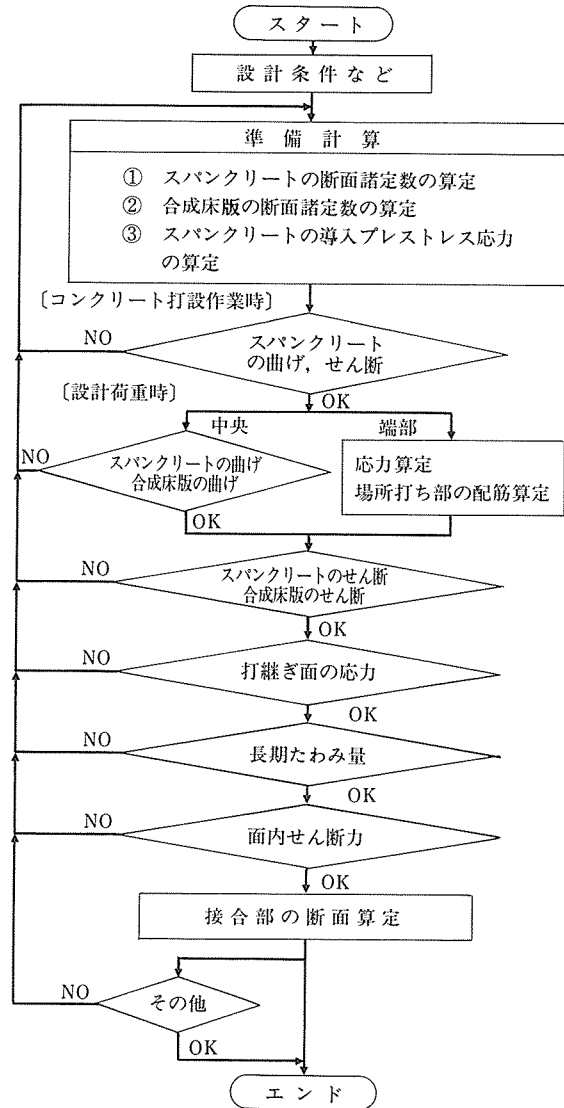 スタート
設計条件など
準備計算
① スパンクリートの断面諸定数の算定
② 合成床版の断面諸定数の算定
③ スパンクリートの導入プレストレス応力
の算定
〔コンクリート打設作業時〕
NO
スパンクリート
の曲げ，せん断
〔設計荷重時〕
OK
中央
端部
NO
スパンクリートの曲げ
合成床版の曲げ
応力算定
場所打ち部の配筋算定
OK
NO
スパンクリートのせん断
合成床版のせん断
OK
NO
打継ぎ面の応力
OK
NO
長期たわみ量
OK
NO
面内せん断力
OK
接合部の断面算定
NO
その他
OK
エンド